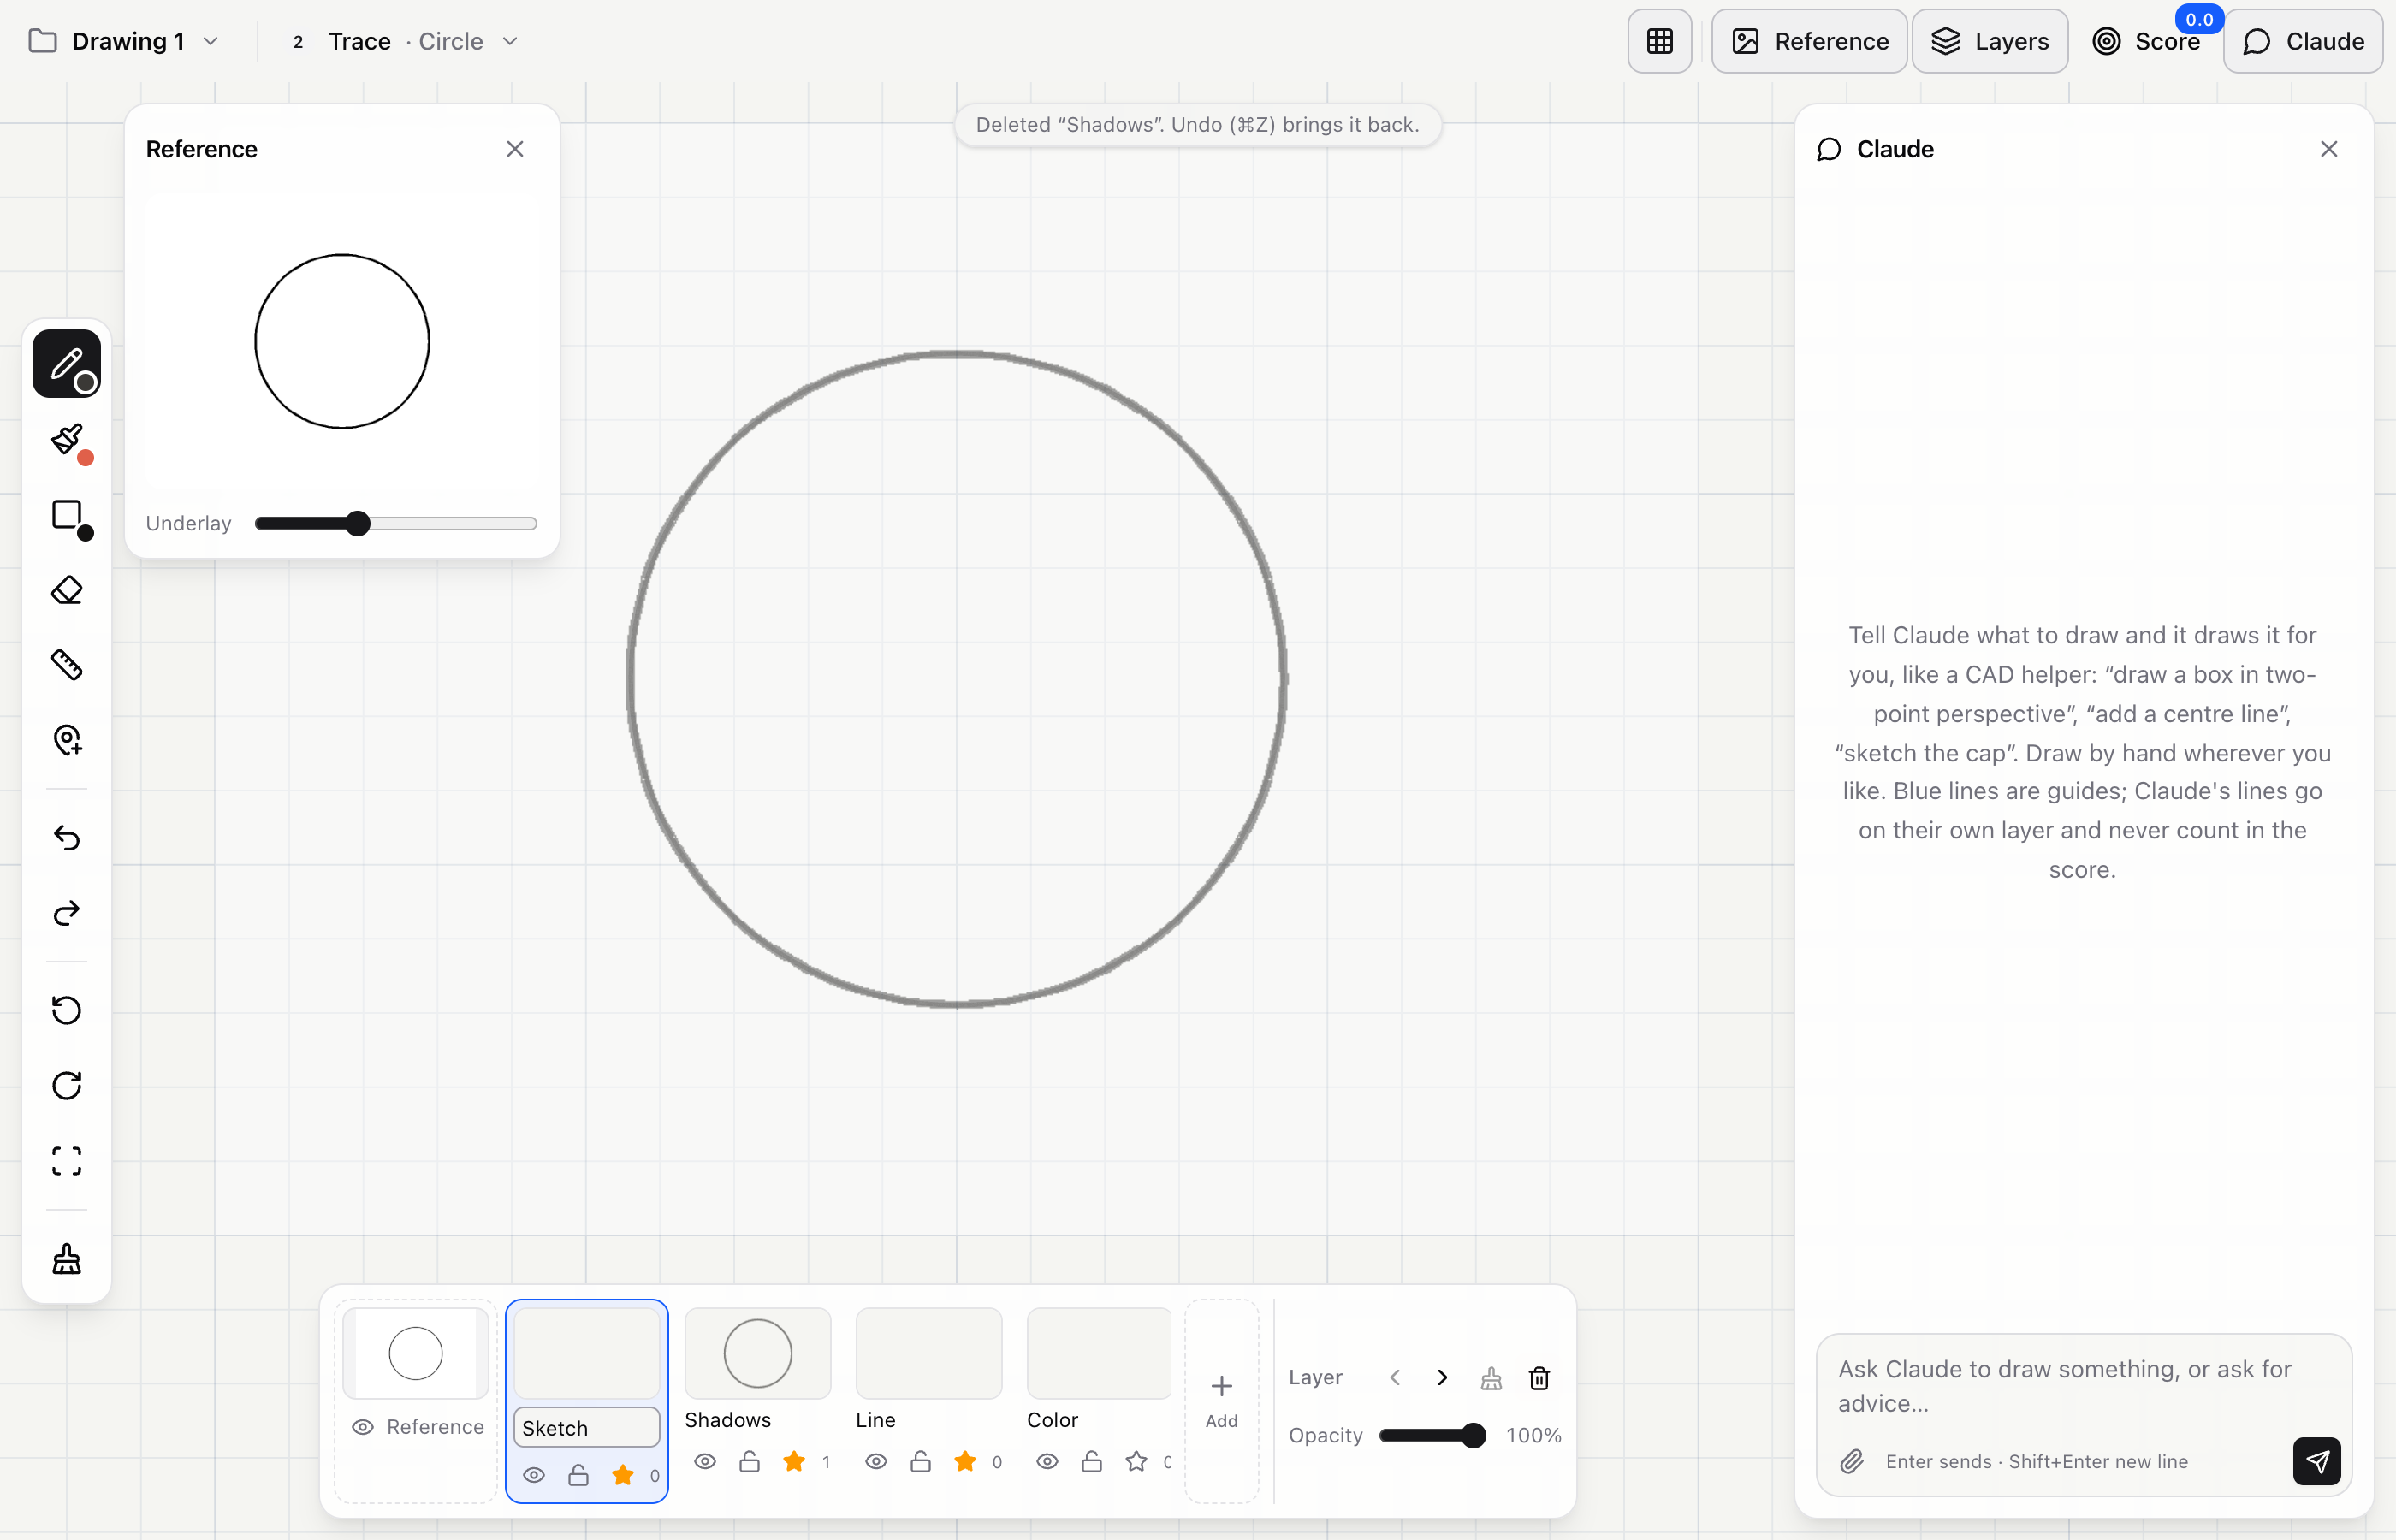 Drawing 1
2 Trace · Circle
Reference
Layers
Score
0.0
Claude
Reference
Deleted “Shadows”. Undo (⌘Z) brings it back.
Claude
Underlay
Tell Claude what to draw and it draws it for
you, like a CAD helper: “draw a box in two-
point perspective”, “add a centre line”,
“sketch the cap”. Draw by hand wherever you
like. Blue lines are guides; Claude's lines go
on their own layer and never count in the
score.
Reference
Sketch
0
Shadows
1
Line
0
Color
0
Add
Layer
Opacity 100%
Ask Claude to draw something, or ask for
advice...
Enter sends · Shift+Enter new line